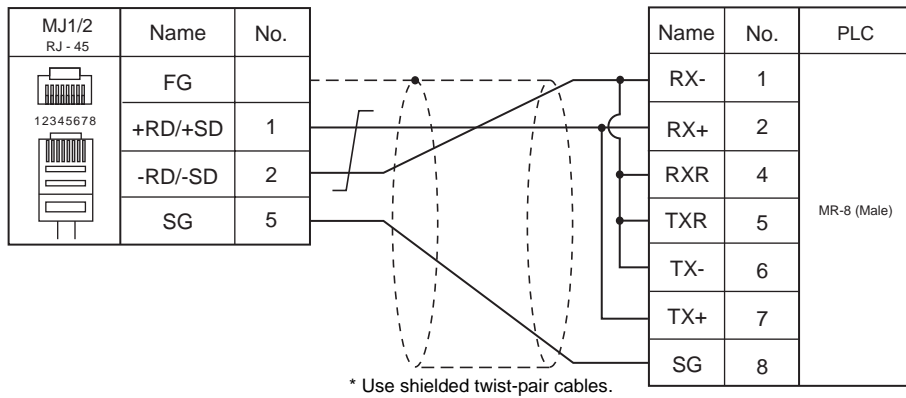 MJ1/2
RJ - 45
Name No.
FG
12345678
+RD/+SD 1
-RD/-SD 2
SG 5
Name No. PLC
RX- 1
RX+ 2
RXR 4
TXR 5
MR-8 (Male)
TX- 6
TX+ 7
SG 8
* Use shielded twist-pair cables.